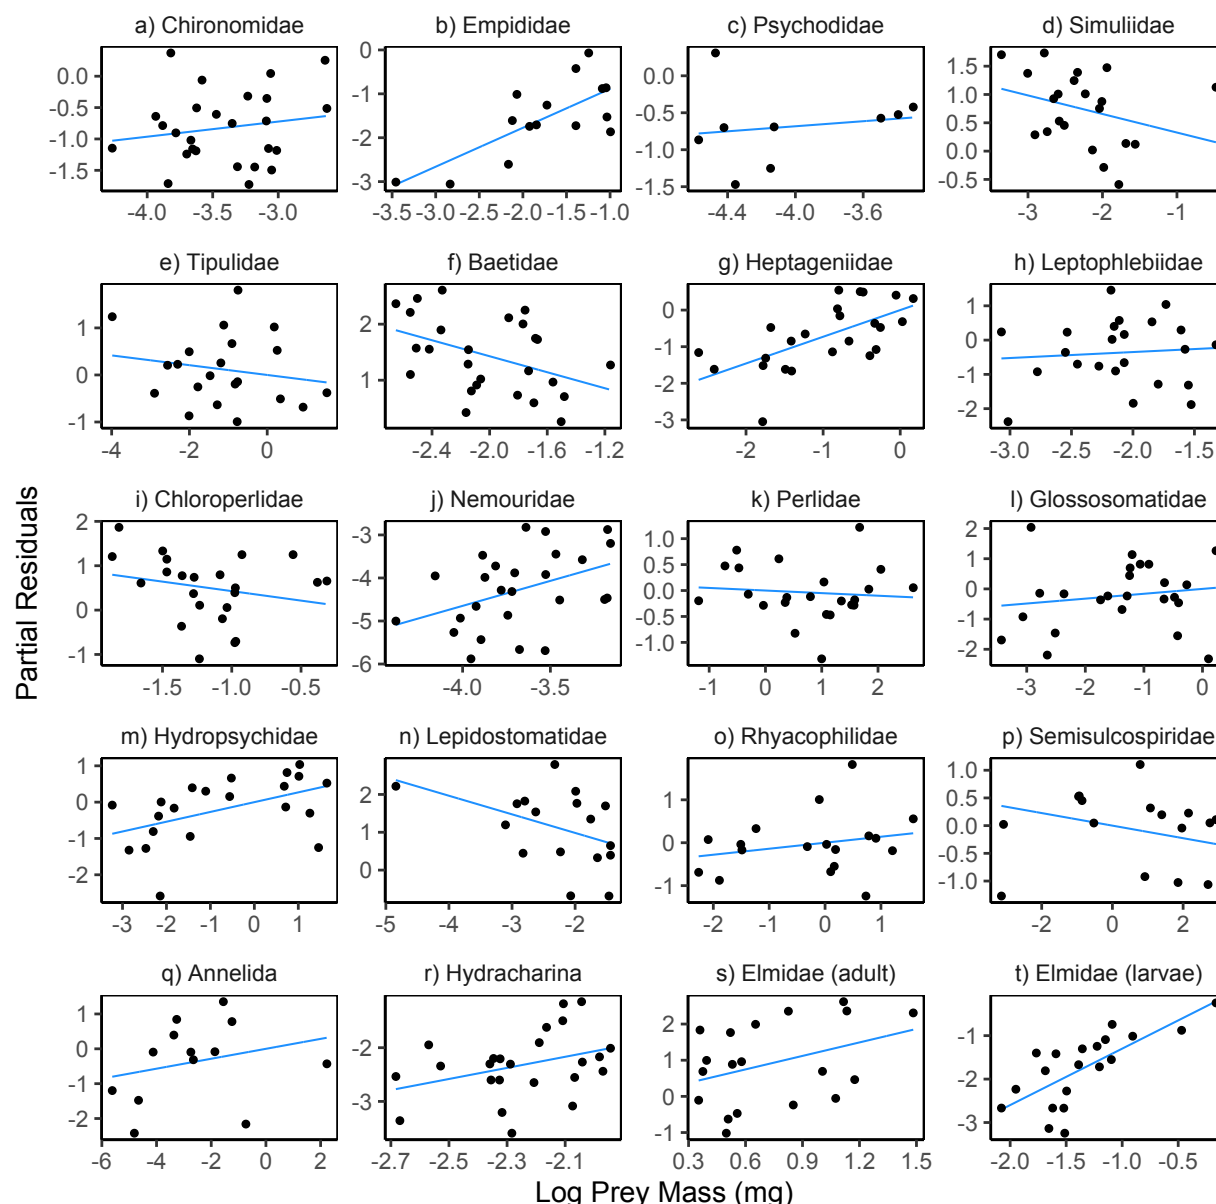 a) Chironomidae
b) Empididae
c) Psychodidae
d) Simuliidae
0.0
-0.5
-1.0
-1.5
-4.0 -3.5 -3.0
0
-1
-2
-3
-3.5 -3.0 -2.5 -2.0 -1.5 -1.0
0.0
-0.5
-1.0
-1.5
-4.4 -4.0 -3.6
1.5
1.0
0.5
0.0
-0.5
-3 -2 -1
e) Tipulidae
f) Baetidae
g) Heptageniidae
h) Leptophlebiidae
1
0
-1
-4 -2 0
2
1
-2.4 -2.0 -1.6 -1.2
0
-1
-2
-3
-2 -1 0
1
0
-1
-2
-3.0 -2.5 -2.0 -1.5
Partial Residuals
i) Chloroperlidae
j) Nemouridae
k) Perlidae
l) Glossosomatidae
2
1
0
-1
-1.5 -1.0 -0.5
-3
-4
-5
-6
-4.0 -3.5
1.0
0.5
0.0
-0.5
-1.0
-1 0 1 2
2
1
0
-1
-2
-3 -2 -1 0
m) Hydropsychidae
n) Lepidostomatidae
o) Rhyacophilidae
p) Semisulcospiridae
1
0
-1
-2
-3 -2 -1 0 1
2
1
0
-5 -4 -3 -2
1
0
-1
-2 -1 0 1
1.0
0.5
0.0
-0.5
-1.0
-2 0 2
q) Annelida
r) Hydracharina
s) Elmidae (adult)
t) Elmidae (larvae)
1
0
-1
-2
-6 -4 -2 0 2
-2
-3
-2.7 -2.5 -2.3 -2.1
2
1
0
-1
0.3 0.6 0.9 1.2 1.5
-1
-2
-3
-2.0 -1.5 -1.0 -0.5
Log Prey Mass (mg)